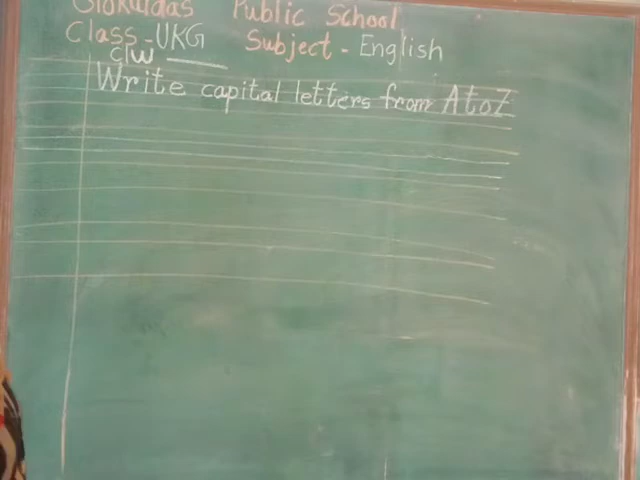 Public School
Class-UKG Subject - English
C/W
Write capital letters from A to Z